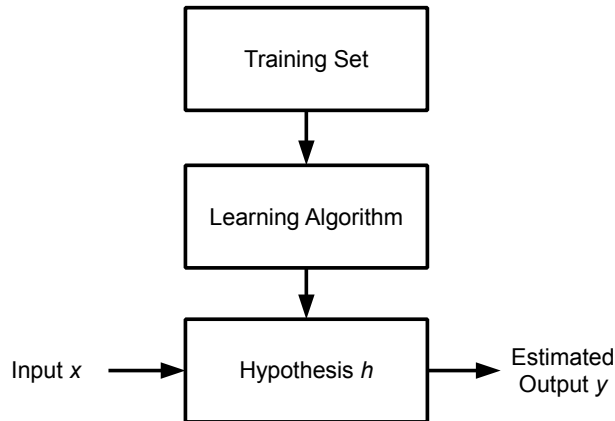 Training Set
Learning Algorithm
Input x
Hypothesis h
Estimated
Output y